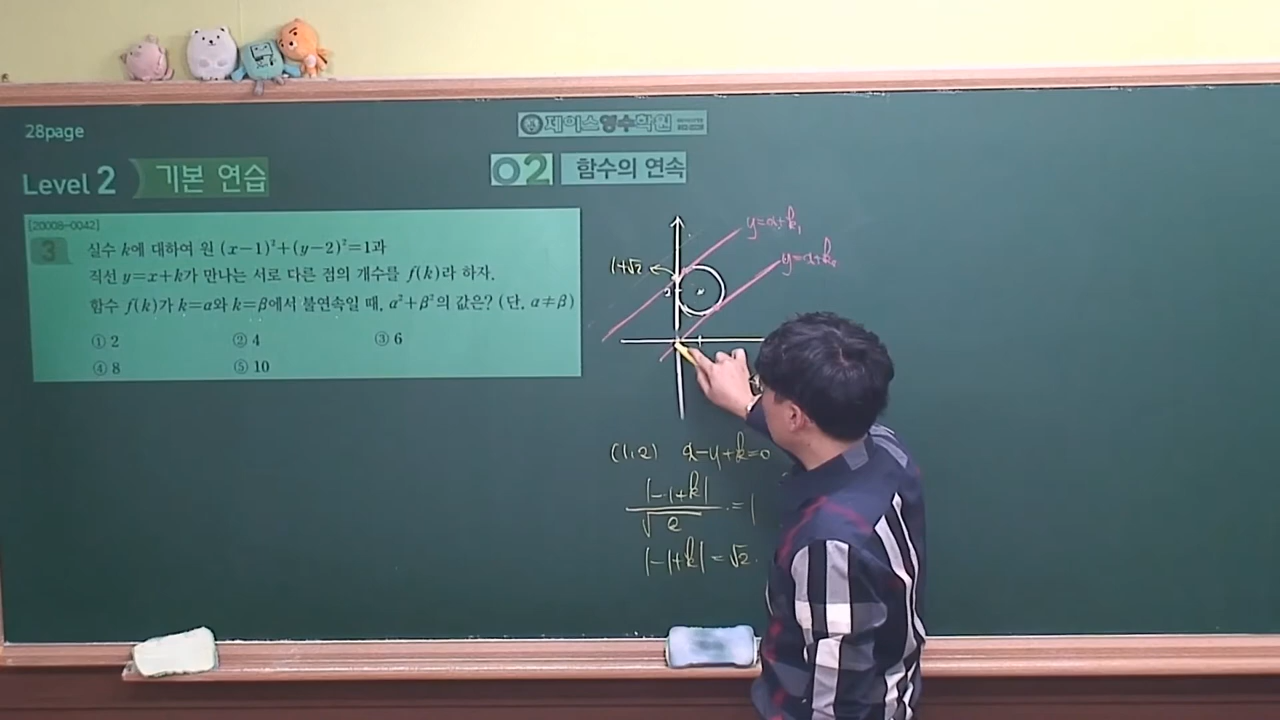 28page
제이스영수학원
Level 2 기본 연습
02 함수의 연속
[20008-0042]
3 실수 k에 대하여 원 (x-1)²+(y-2)²=1과
직선 y=x+k가 만나는 서로 다른 점의 개수를 f(k)라 하자.
함수 f(k)가 k=α와 k=β에서 불연속일 때, α²+β²의 값은? (단, α≠β)
① 2 ② 4 ③ 6
④ 8 ⑤ 10
y=x+k₁
y=x+k₂
1+√2
2
(1,2) x-y+k=0
|-1+k|/√2=1
|-1+k|=√2